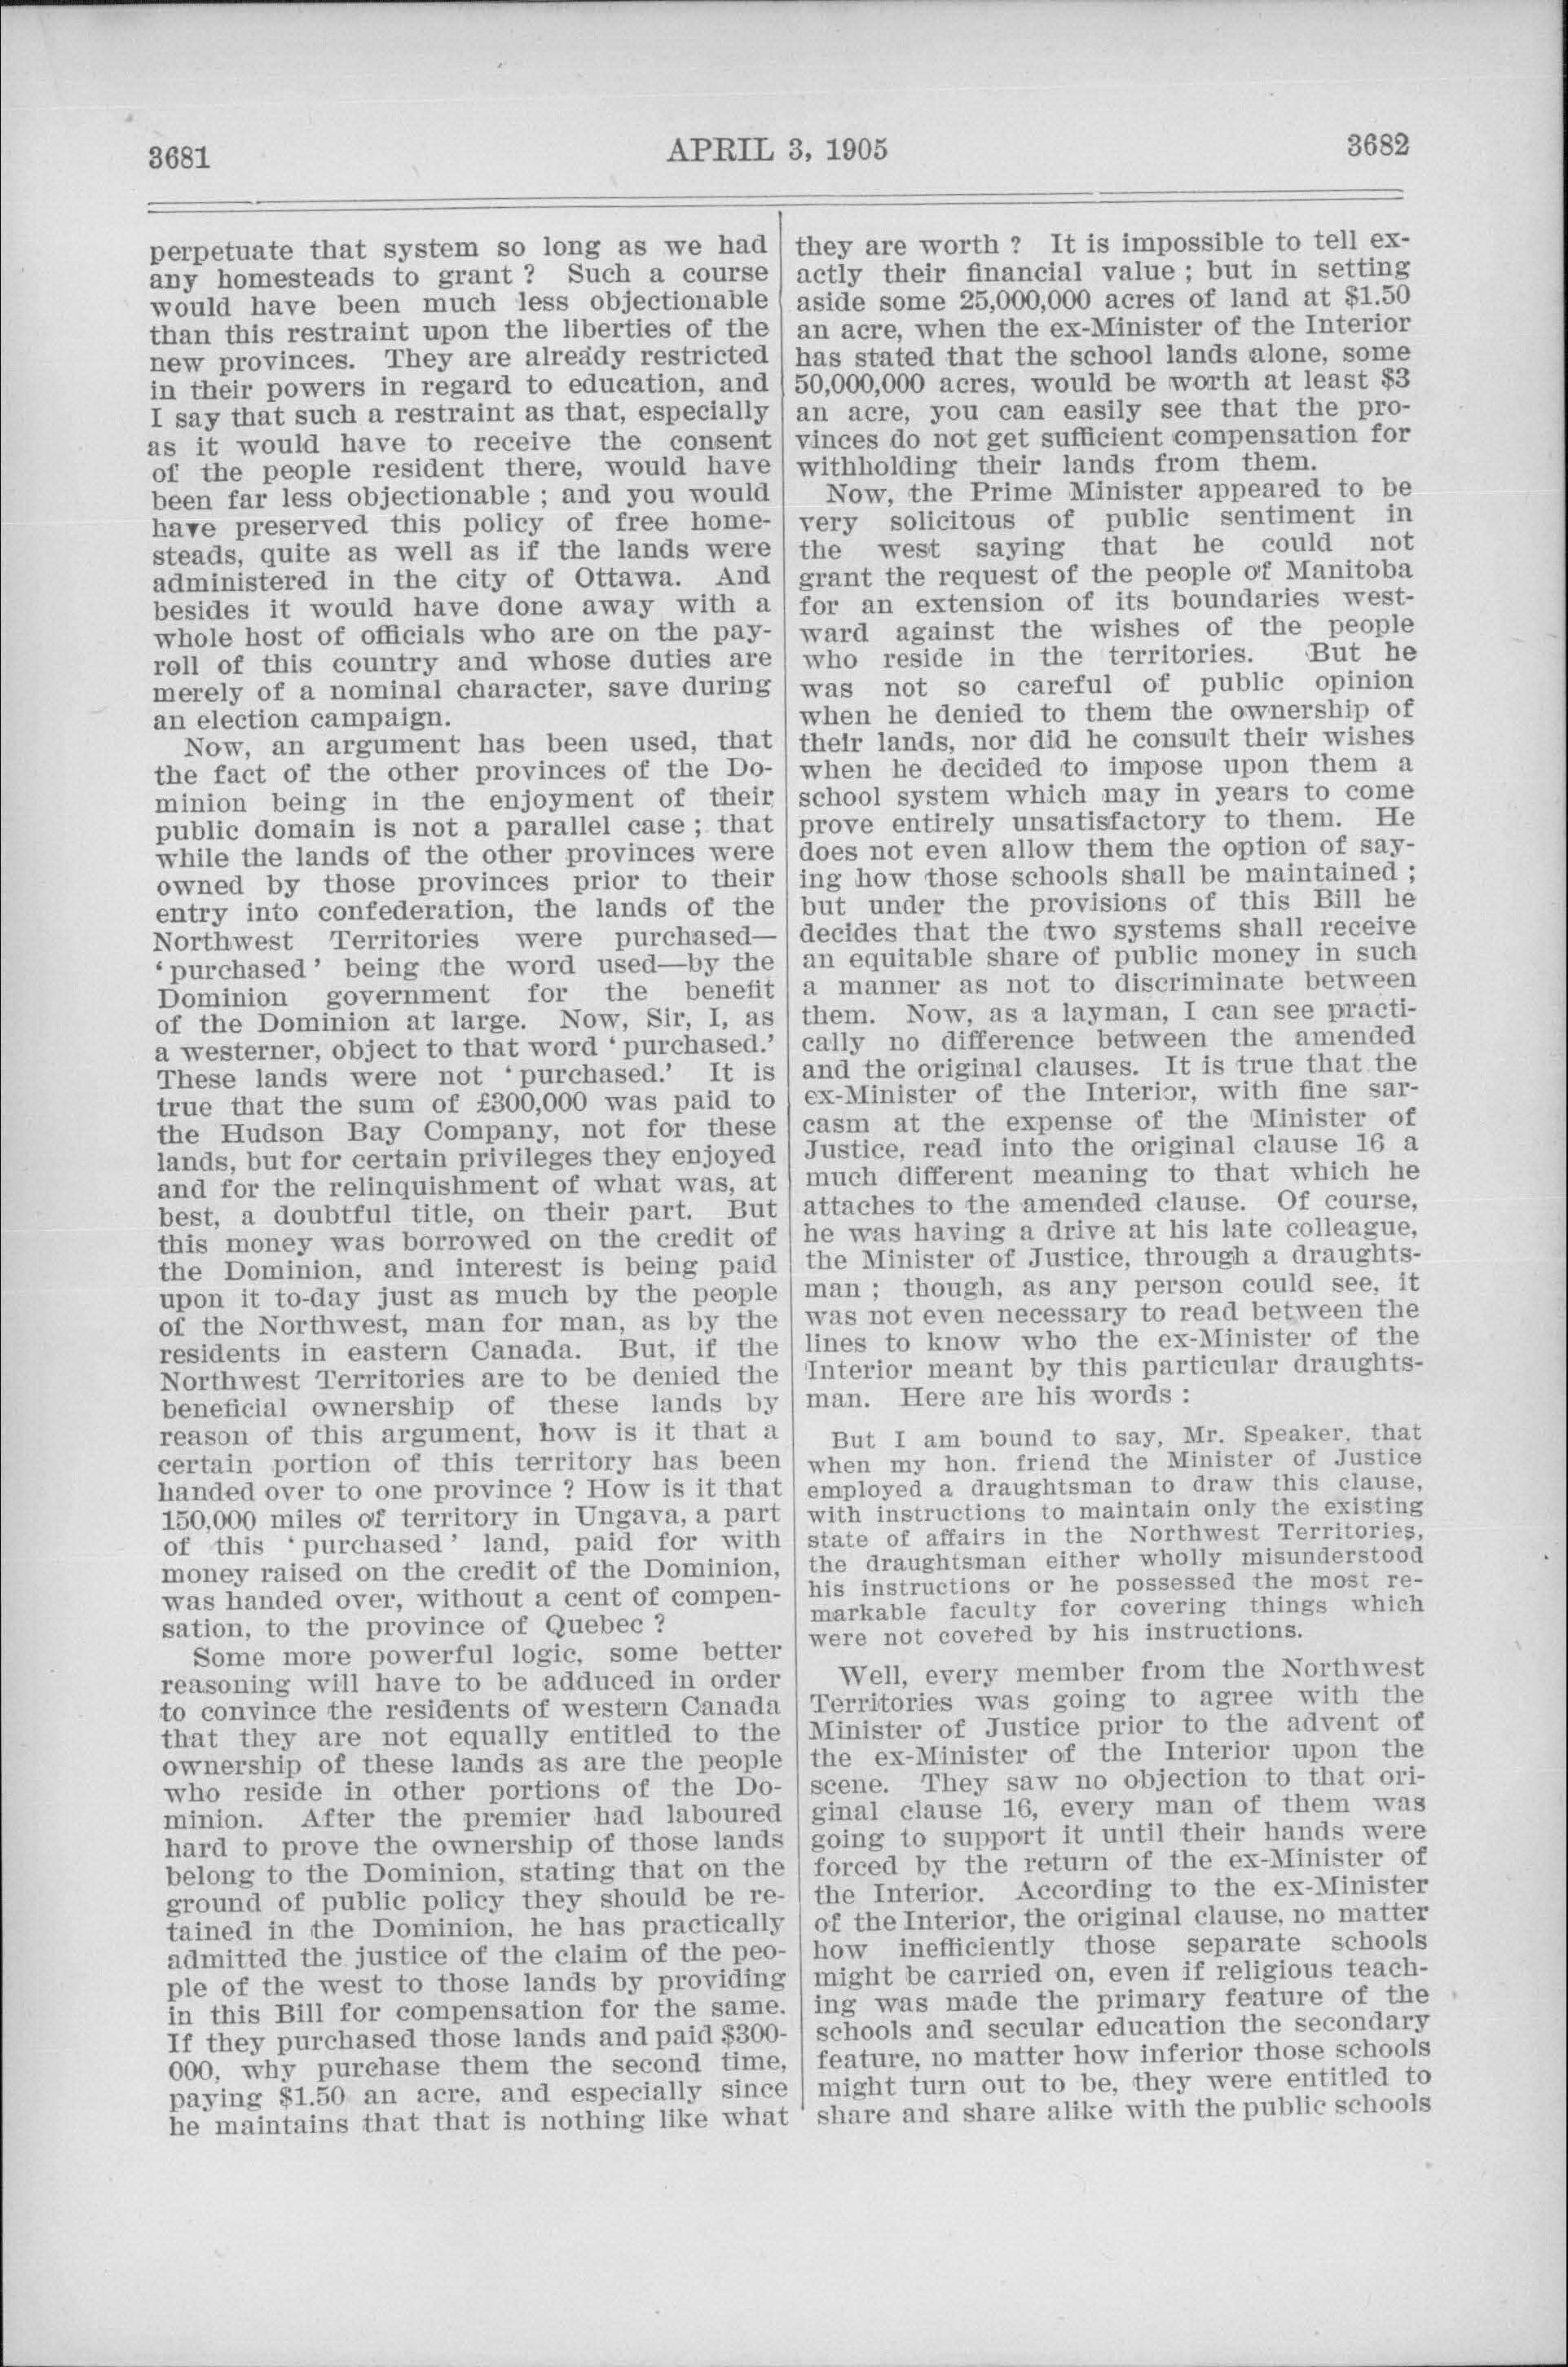 3681
APRIL 3, 1905
3682
perpetuate that system so long as we had
any homesteads to grant ? Such a course
would have been much less objectionable
than this restraint upon the liberties of the
new provinces. They are already restricted
in their powers in regard to education, and
I say that such a restraint as that, especially
as it would have to receive the consent
of the people resident there, would have
been far less objectionable ; and you would
have preserved this policy of free home-
steads, quite as well as if the lands were
administered in the city of Ottawa. And
besides it would have done away with a
whole host of officials who are on the pay-
roll of this country and whose duties are
merely of a nominal character, save during
an election campaign.
Now, an argument has been used, that
the fact of the other provinces of the Do-
minion being in the enjoyment of their
public domain is not a parallel case ; that
while the lands of the other provinces were
owned by those provinces prior to their
entry into confederation, the lands of the
Northwest Territories were purchased—
‘ purchased ’ being the word used—by the
Dominion government for the benefit
of the Dominion at large. Now, Sir, I, as
a westerner, object to that word ‘ purchased.’
These lands were not ‘ purchased.’ It is
true that the sum of £300,000 was paid to
the Hudson Bay Company, not for these
lands, but for certain privileges they enjoyed
and for the relinquishment of what was, at
best, a doubtful title, on their part. But
this money was borrowed on the credit of
the Dominion, and interest is being paid
upon it to-day just as much by the people
of the Northwest, man for man, as by the
residents in eastern Canada. But, if the
Northwest Territories are to be denied the
beneficial ownership of these lands by
reason of this argument, how is it that a
certain portion of this territory has been
handed over to one province ? How is it that
150,000 miles of territory in Ungava, a part
of this ‘ purchased ’ land, paid for with
money raised on the credit of the Dominion,
was handed over, without a cent of compen-
sation, to the province of Quebec ?
Some more powerful logic, some better
reasoning will have to be adduced in order
to convince the residents of western Canada
that they are not equally entitled to the
ownership of these lands as are the people
who reside in other portions of the Do-
minion. After the premier had laboured
hard to prove the ownership of those lands
belong to the Dominion, stating that on the
ground of public policy they should be re-
tained in the Dominion, he has practically
admitted the justice of the claim of the peo-
ple of the west to those lands by providing
in this Bill for compensation for the same.
If they purchased those lands and paid $300-
000, why purchase them the second time,
paying $1.50 an acre, and especially since
he maintains that that is nothing like what
they are worth ? It is impossible to tell ex-
actly their financial value ; but in setting
aside some 25,000,000 acres of land at $1.50
an acre, when the ex-Minister of the Interior
has stated that the school lands alone, some
50,000,000 acres, would be worth at least $3
an acre, you can easily see that the pro-
vinces do not get sufficient compensation for
withholding their lands from them.
Now, the Prime Minister appeared to be
very solicitous of public sentiment in
the west saying that he could not
grant the request of the people of Manitoba
for an extension of its boundaries west-
ward against the wishes of the people
who reside in the territories. But he
was not so careful of public opinion
when he denied to them the ownership of
their lands, nor did he consult their wishes
when he decided to impose upon them a
school system which may in years to come
prove entirely unsatisfactory to them. He
does not even allow them the option of say-
ing how those schools shall be maintained ;
but under the provisions of this Bill he
decides that the two systems shall receive
an equitable share of public money in such
a manner as not to discriminate between
them. Now, as a layman, I can see practi-
cally no difference between the amended
and the original clauses. It is true that the
ex-Minister of the Interior, with fine sar-
casm at the expense of the Minister of
Justice, read into the original clause 16 a
much different meaning to that which he
attaches to the amended clause. Of course,
he was having a drive at his late colleague,
the Minister of Justice, through a draughts-
man ; though, as any person could see, it
was not even necessary to read between the
lines to know who the ex-Minister of the
Interior meant by this particular draughts-
man. Here are his words :
But I am bound to say, Mr. Speaker, that
when my hon. friend the Minister of Justice
employed a draughtsman to draw this clause,
with instructions to maintain only the existing
state of affairs in the Northwest Territories,
the draughtsman either wholly misunderstood
his instructions or he possessed the most re-
markable faculty for covering things which
were not covered by his instructions.
Well, every member from the Northwest
Territories was going to agree with the
Minister of Justice prior to the advent of
the ex-Minister of the Interior upon the
scene. They saw no objection to that ori-
ginal clause 16, every man of them was
going to support it until their hands were
forced by the return of the ex-Minister of
the Interior. According to the ex-Minister
of the Interior, the original clause, no matter
how inefficiently those separate schools
might be carried on, even if religious teach-
ing was made the primary feature of the
schools and secular education the secondary
feature, no matter how inferior those schools
might turn out to be, they were entitled to
share and share alike with the public schools